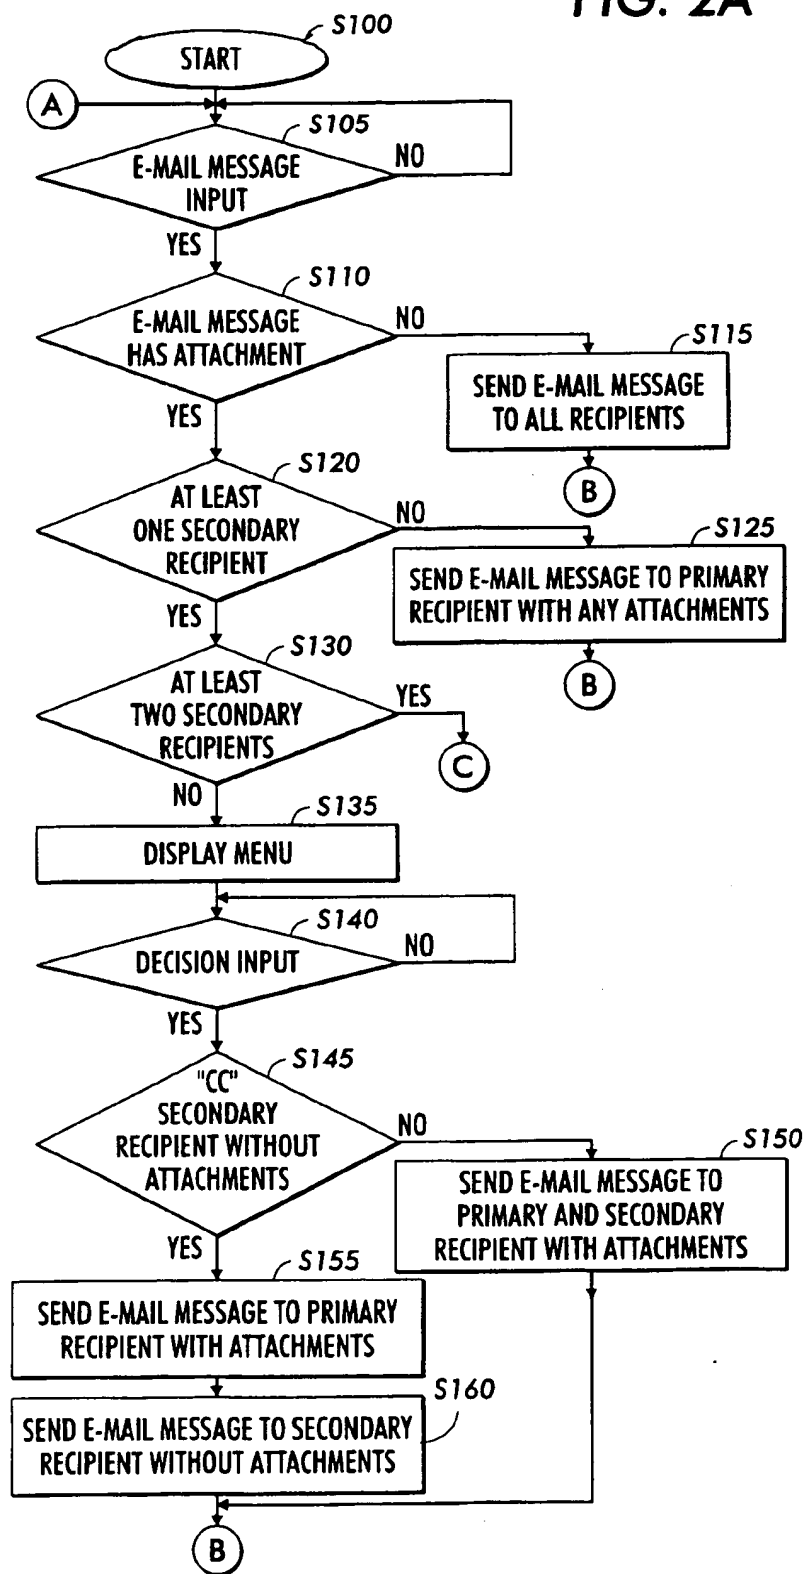 FIG. 2A
S100
START
A
S105
E-MAIL MESSAGE
INPUT
NO
YES
S110
E-MAIL MESSAGE
HAS ATTACHMENT
NO
S115
SEND E-MAIL MESSAGE
TO ALL RECIPIENTS
B
YES
S120
AT LEAST
ONE SECONDARY
RECIPIENT
NO
S125
SEND E-MAIL MESSAGE TO PRIMARY
RECIPIENT WITH ANY ATTACHMENTS
B
YES
S130
AT LEAST
TWO SECONDARY
RECIPIENTS
YES
C
NO
S135
DISPLAY MENU
S140
DECISION INPUT
NO
YES
S145
"CC"
SECONDARY
RECIPIENT WITHOUT
ATTACHMENTS
NO
S150
SEND E-MAIL MESSAGE TO
PRIMARY AND SECONDARY
RECIPIENT WITH ATTACHMENTS
YES
S155
SEND E-MAIL MESSAGE TO PRIMARY
RECIPIENT WITH ATTACHMENTS
S160
SEND E-MAIL MESSAGE TO SECONDARY
RECIPIENT WITHOUT ATTACHMENTS
B